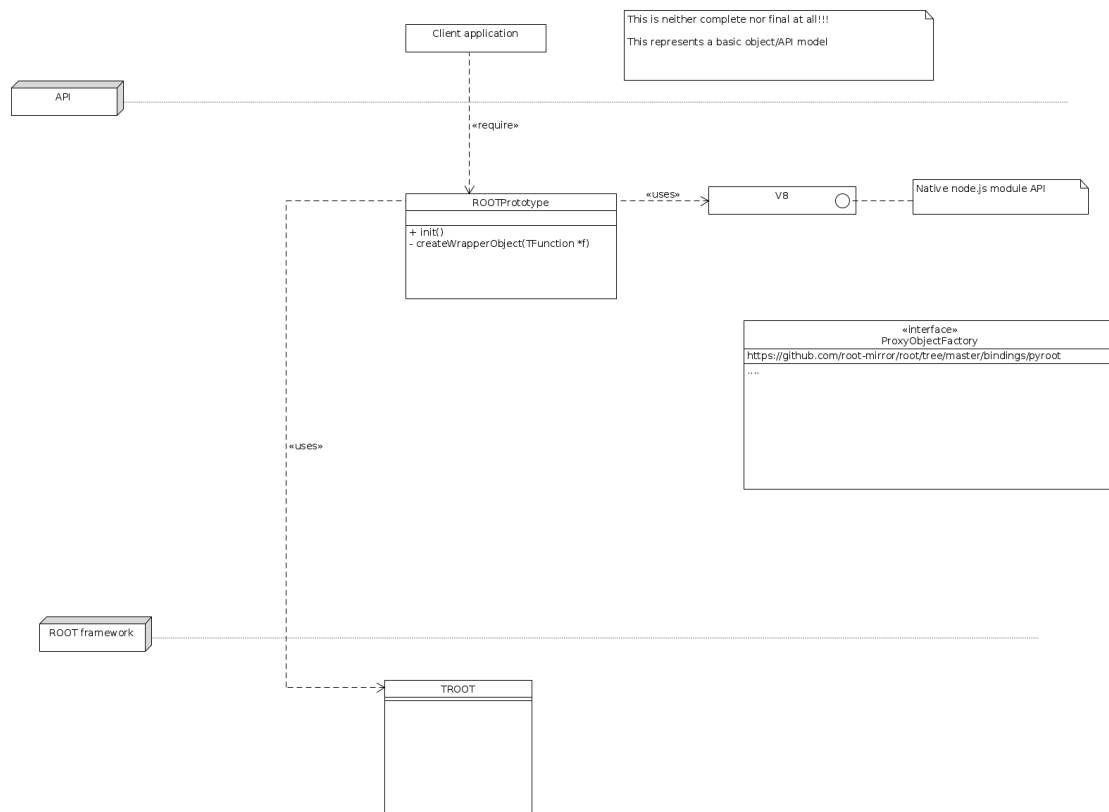 This is neither complete nor final at all!!!
This represents a basic object/API model
Client application
API
«require»
ROOTPrototype
+ init()
- createWrapperObject(TFunction *f)
«uses»
V8
Native node.js module API
«interface»
ProxyObjectFactory
https://github.com/root-mirror/root/tree/master/bindings/pyroot
....
«uses»
ROOT framework
TROOT